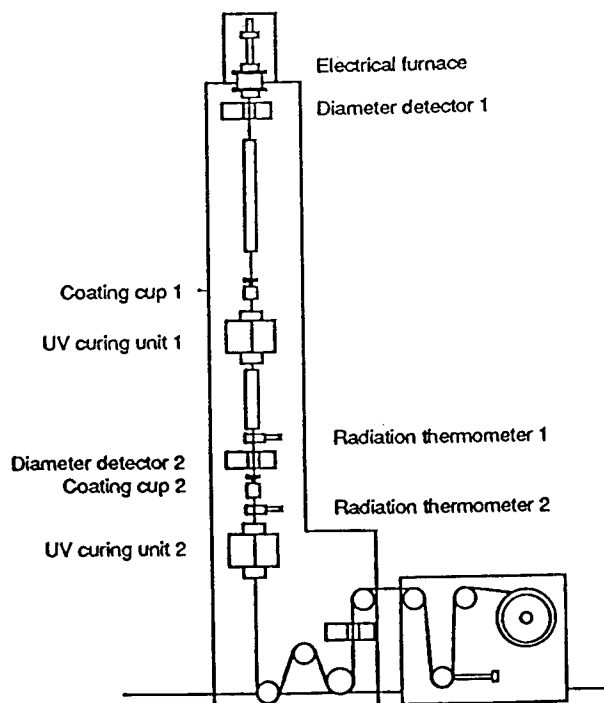 Electrical furnace
Diameter detector 1
Coating cup 1
UV curing unit 1
Radiation thermometer 1
Diameter detector 2
Coating cup 2
Radiation thermometer 2
UV curing unit 2